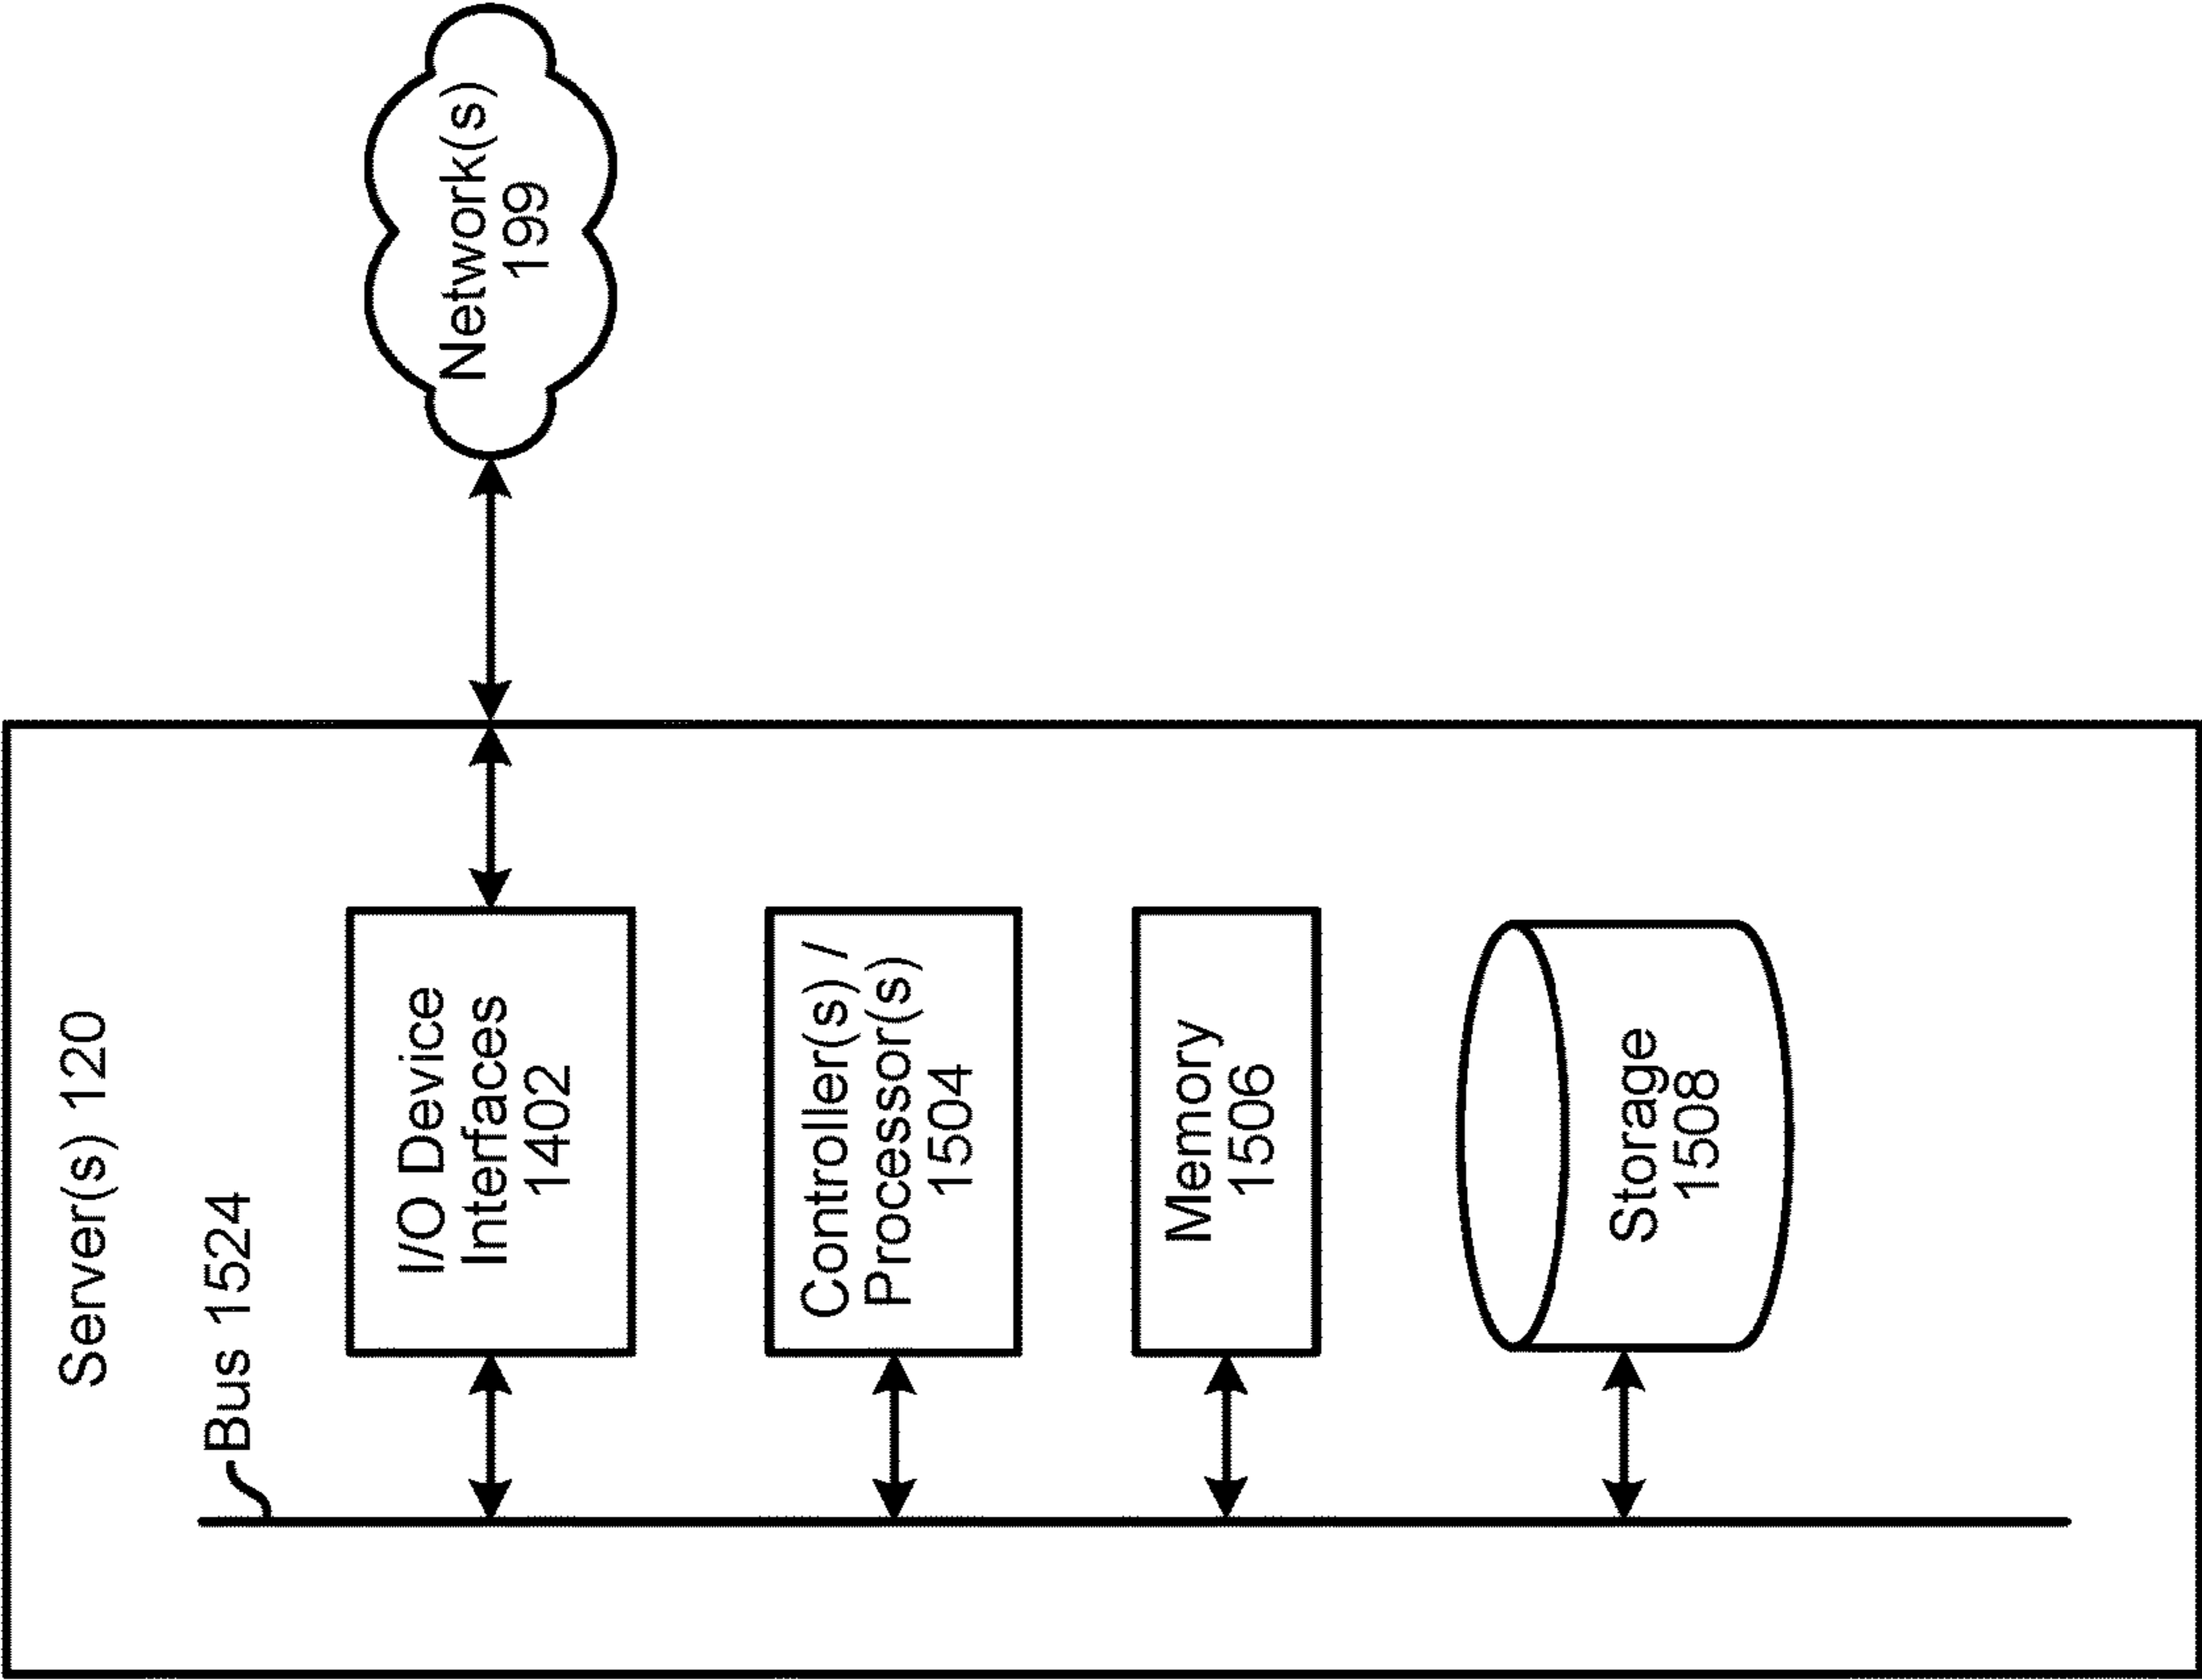 Server(s) 120
Bus 1524
I/O Device
Interfaces
1402
Network(s)
199
Controller(s) /
Processor(s)
1504
Memory
1506
Storage
1508